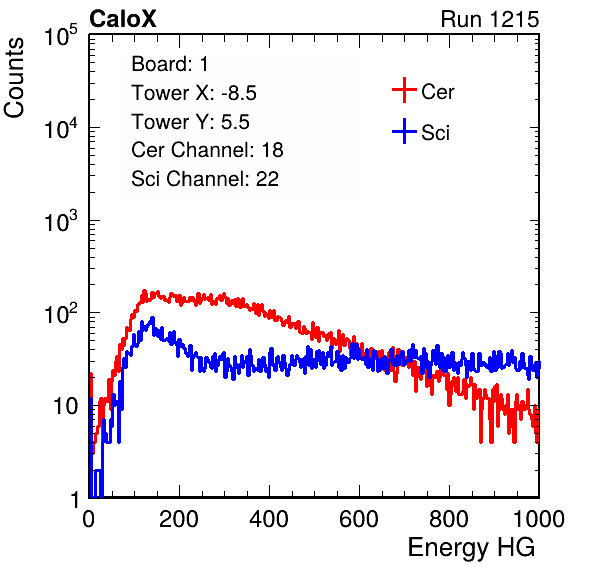 CaloX Run 1215
Counts
Board: 1
Tower X: -8.5
Tower Y: 5.5
Cer Channel: 18
Sci Channel: 22
Cer
Sci
10^5
10^4
10^3
10^2
10
1
0 200 400 600 800 1000
Energy HG